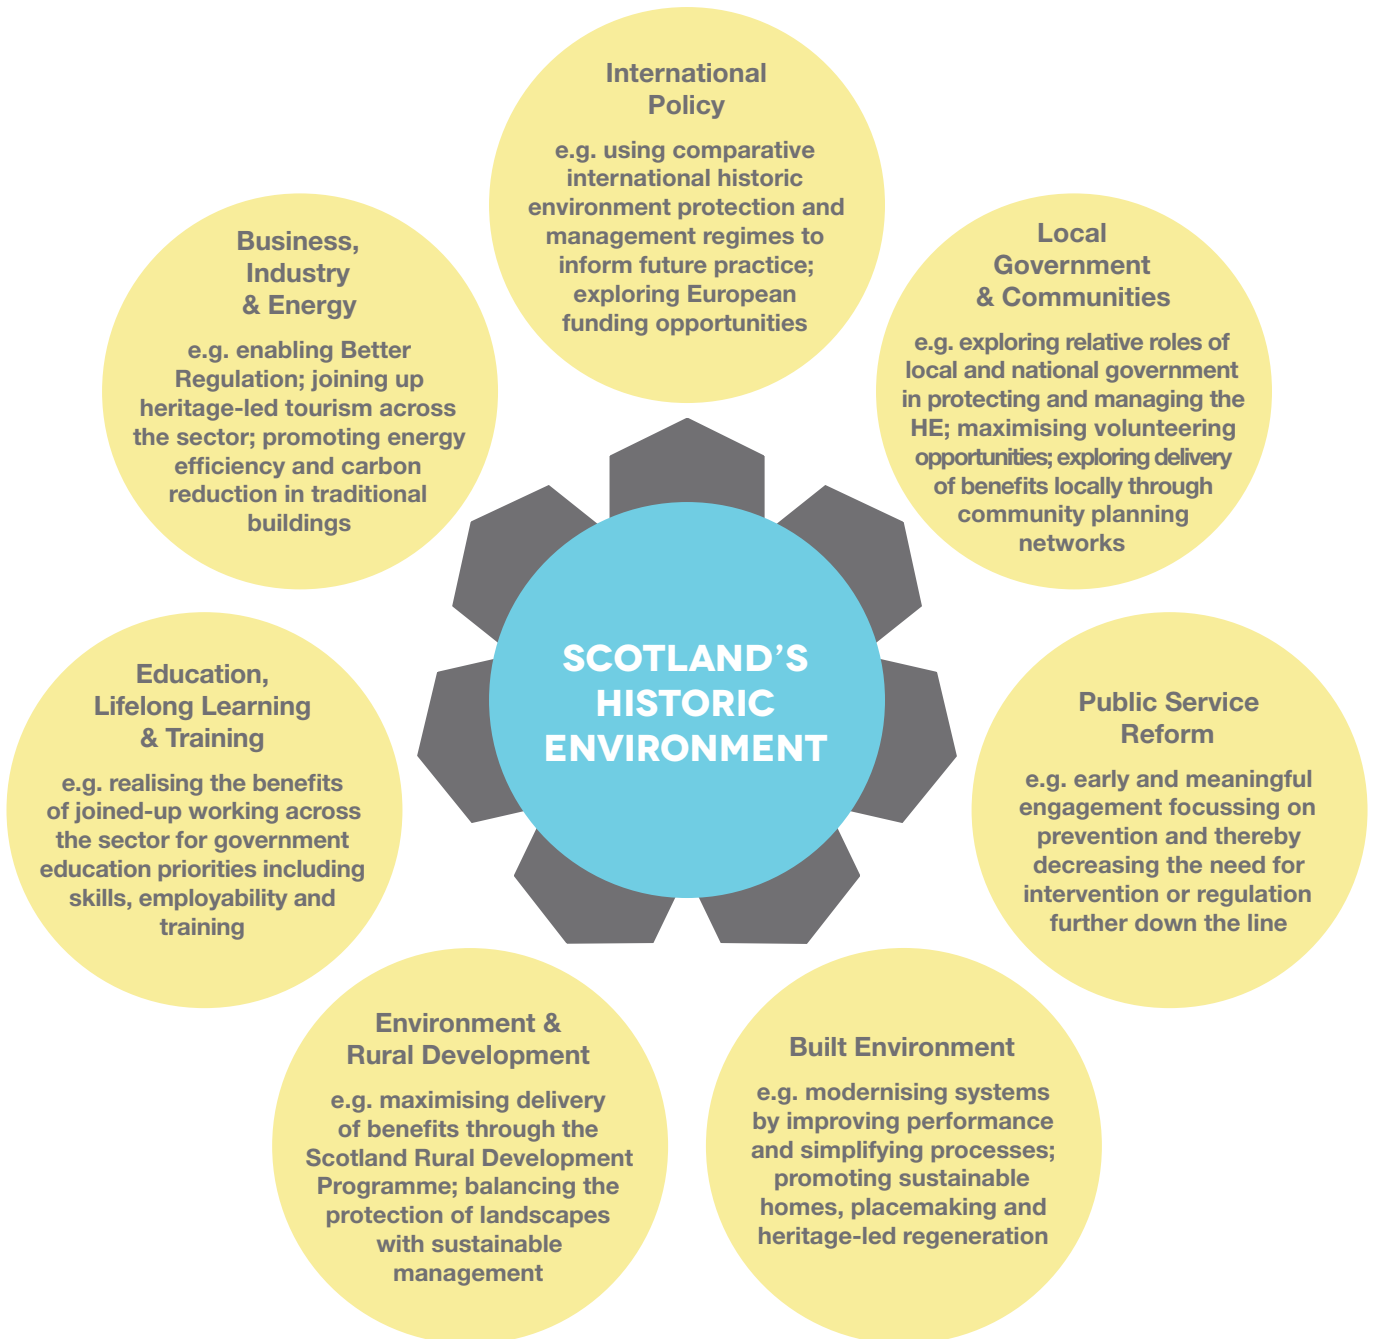 International
Policy
e.g. using comparative
international historic
environment protection and
management regimes to
inform future practice;
exploring European
funding opportunities
Business,
Industry
& Energy
e.g. enabling Better
Regulation; joining up
heritage-led tourism across
the sector; promoting energy
efficiency and carbon
reduction in traditional
buildings
Local
Government
& Communities
e.g. exploring relative roles of
local and national government
in protecting and managing the
HE; maximising volunteering
opportunities; exploring delivery
of benefits locally through
community planning
networks
SCOTLAND’S
HISTORIC
ENVIRONMENT
Education,
Lifelong Learning
& Training
e.g. realising the benefits
of joined-up working across
the sector for government
education priorities including
skills, employability and
training
Public Service
Reform
e.g. early and meaningful
engagement focussing on
prevention and thereby
decreasing the need for
intervention or regulation
further down the line
Environment &
Rural Development
e.g. maximising delivery
of benefits through the
Scotland Rural Development
Programme; balancing the
protection of landscapes
with sustainable
management
Built Environment
e.g. modernising systems
by improving performance
and simplifying processes;
promoting sustainable
homes, placemaking and
heritage-led regeneration